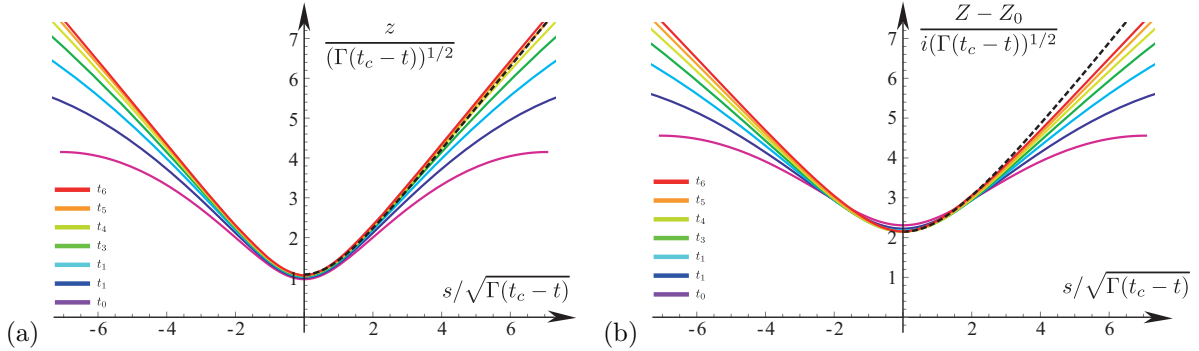 z
(Γ(t_c − t))^{1/2}
7
6
5
4
3
2
1
t_6
t_5
t_4
t_3
t_1
t_1
t_0
s/√Γ(t_c − t)
(a)
-6 -4 -2 2 4 6
Z − Z_0
i(Γ(t_c − t))^{1/2}
7
6
5
4
3
2
1
t_6
t_5
t_4
t_3
t_1
t_1
t_0
s/√Γ(t_c − t)
(b)
-6 -4 -2 2 4 6